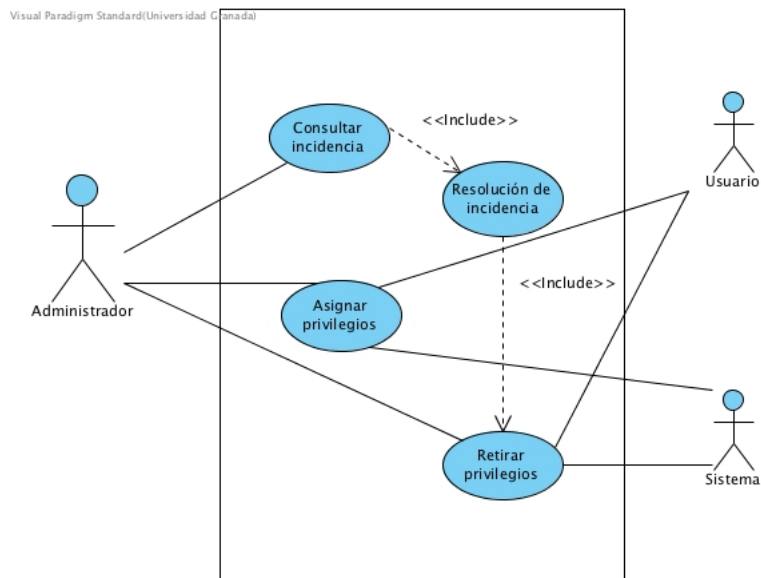 Visual Paradigm Standard(Universidad Granada)
Consultar
incidencia
<<Include>>
Resolución de
incidencia
Usuario
Administrador
<<Include>>
Asignar
privilegios
Retirar
privilegios
Sistema